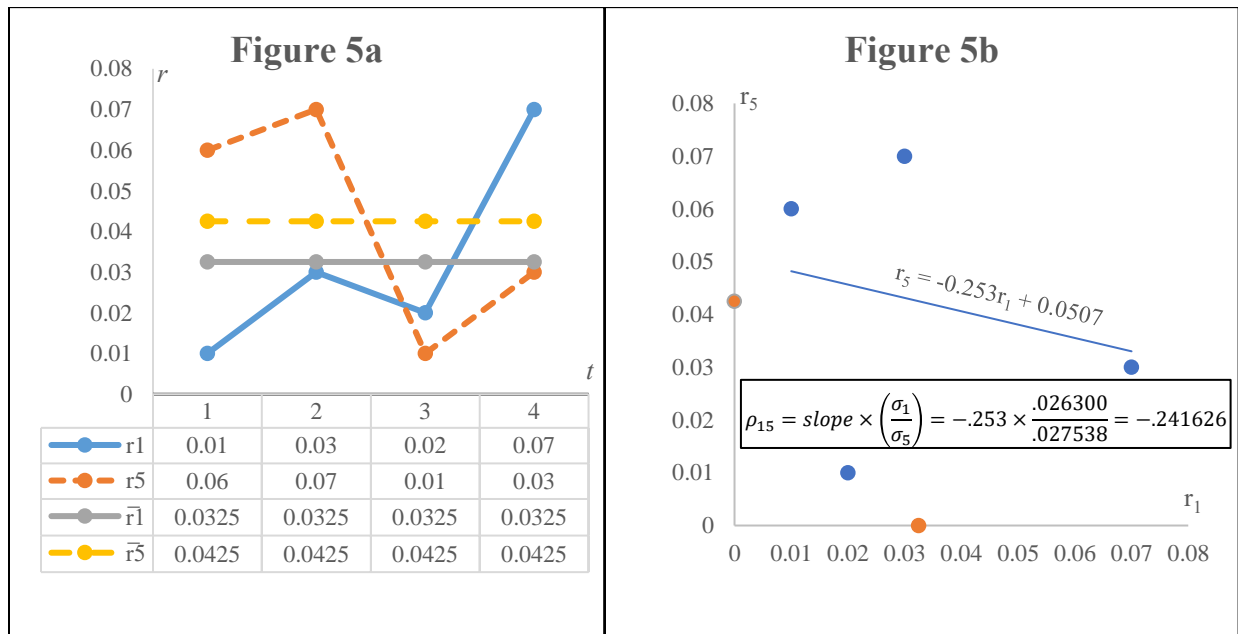 Figure 5a
r
0.08
0.07
0.06
0.05
0.04
0.03
0.02
0.01
0
t
1 2 3 4
r1 0.01 0.03 0.02 0.07
r5 0.06 0.07 0.01 0.03
r̅1 0.0325 0.0325 0.0325 0.0325
r̅5 0.0425 0.0425 0.0425 0.0425
Figure 5b
r₅
0.08
0.07
0.06
0.05
0.04
0.03
0.02
0.01
0
r₅ = -0.253r₁ + 0.0507
ρ₁₅ = slope × (σ₁/σ₅) = −.253 × .026300/.027538 = −.241626
r₁
0 0.01 0.02 0.03 0.04 0.05 0.06 0.07 0.08